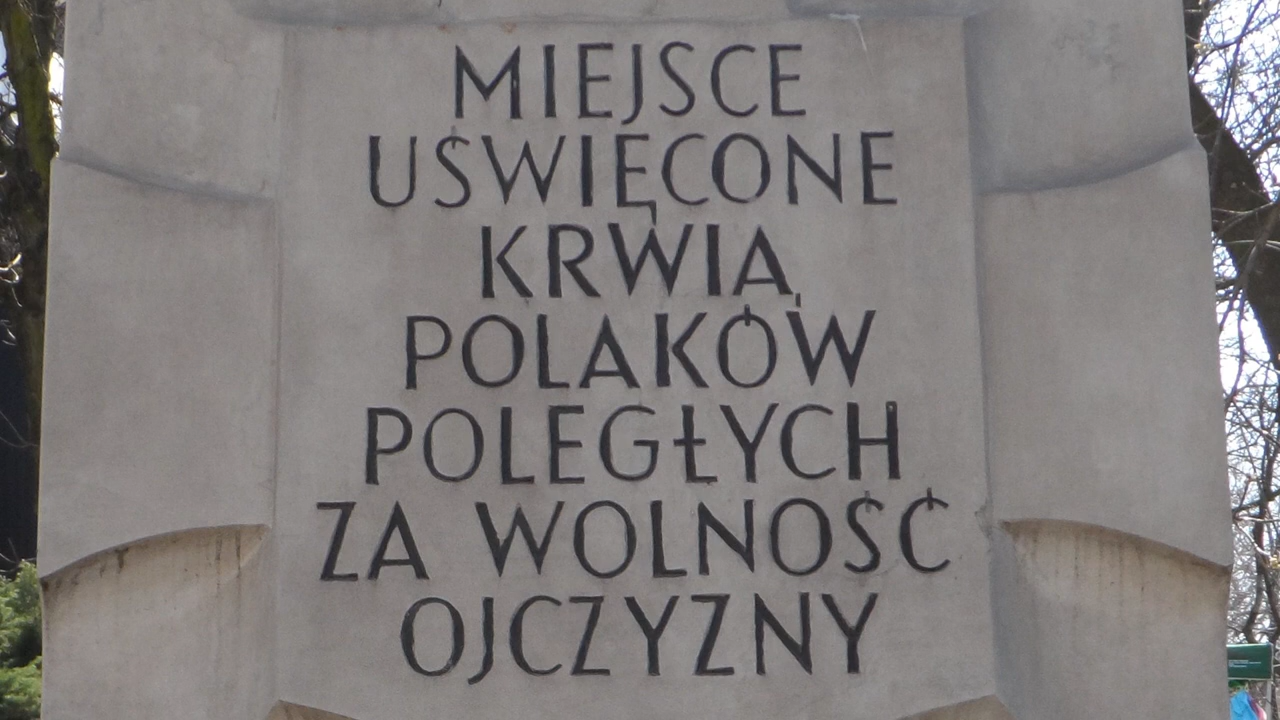 MIEJSCE
UŚWIĘCONE
KRWIĄ
POLAKÓW
POLEGŁYCH
ZA WOLNOŚĆ
OJCZYZNY